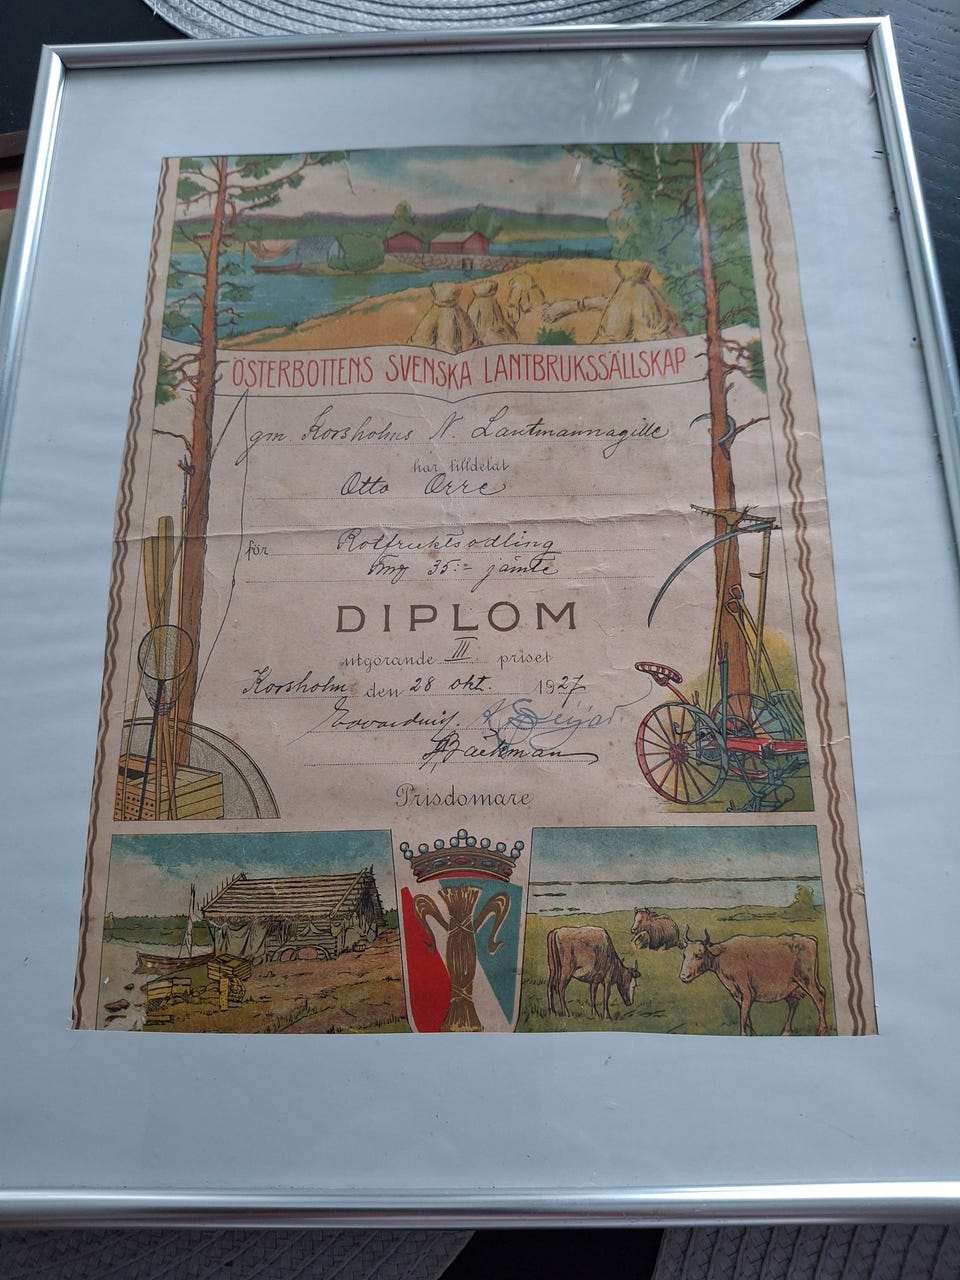 ÖSTERBOTTENS SVENSKA LANTBRUKSSÄLLSKAP
gm. Korsholms N. Lantmannagille
har tilldelat
Otto Orre
för Rotfruktsodling
Fmg 35:= jämte
DIPLOM
utgörande III priset
Korsholm den 28 okt. 1927
Backman
Prisdomare